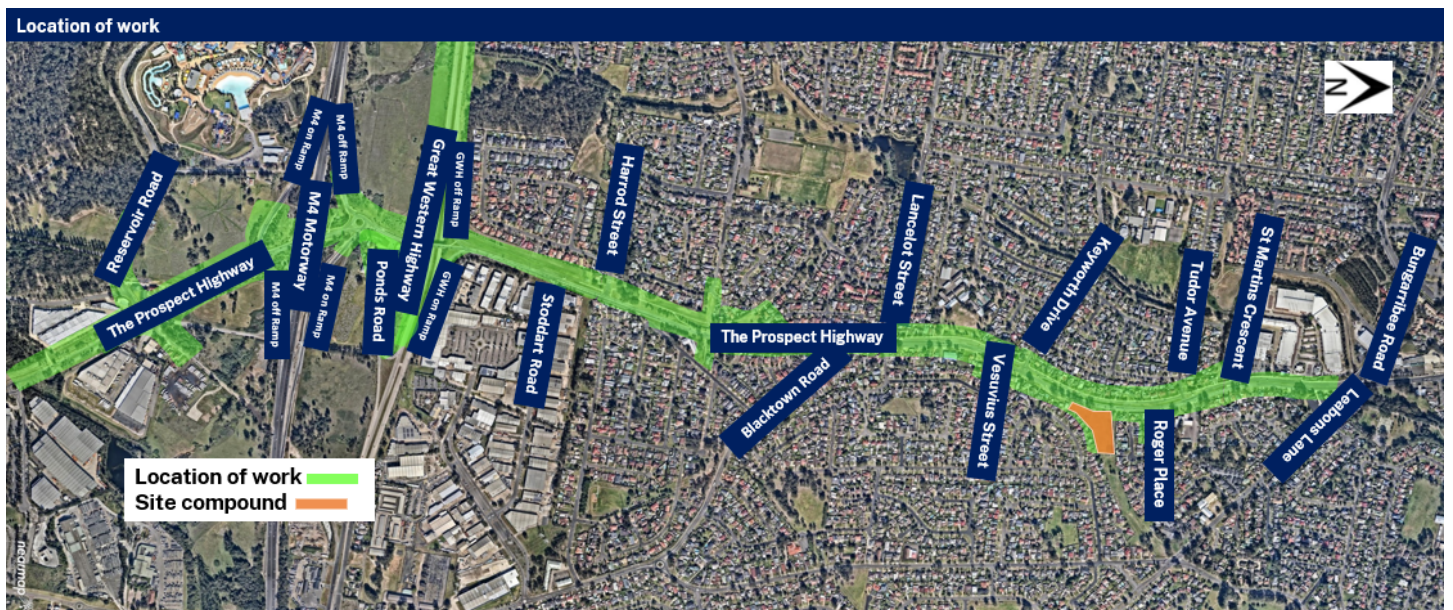 Location of work
N
M4 on Ramp
M4 off Ramp
Reservoir Road
M4 Motorway
Great Western Highway
GWH off Ramp
Harrod Street
Lancelot Street
Keyworth Drive
Tudor Avenue
St Martins Crescent
Bungarribee Road
The Prospect Highway
M4 off Ramp
M4 on Ramp
Ponds Road
GWH on Ramp
Stoddart Road
The Prospect Highway
Blacktown Road
Vesuvius Street
Roger Place
Leabons Lane
Location of work
Site compound
nearmap